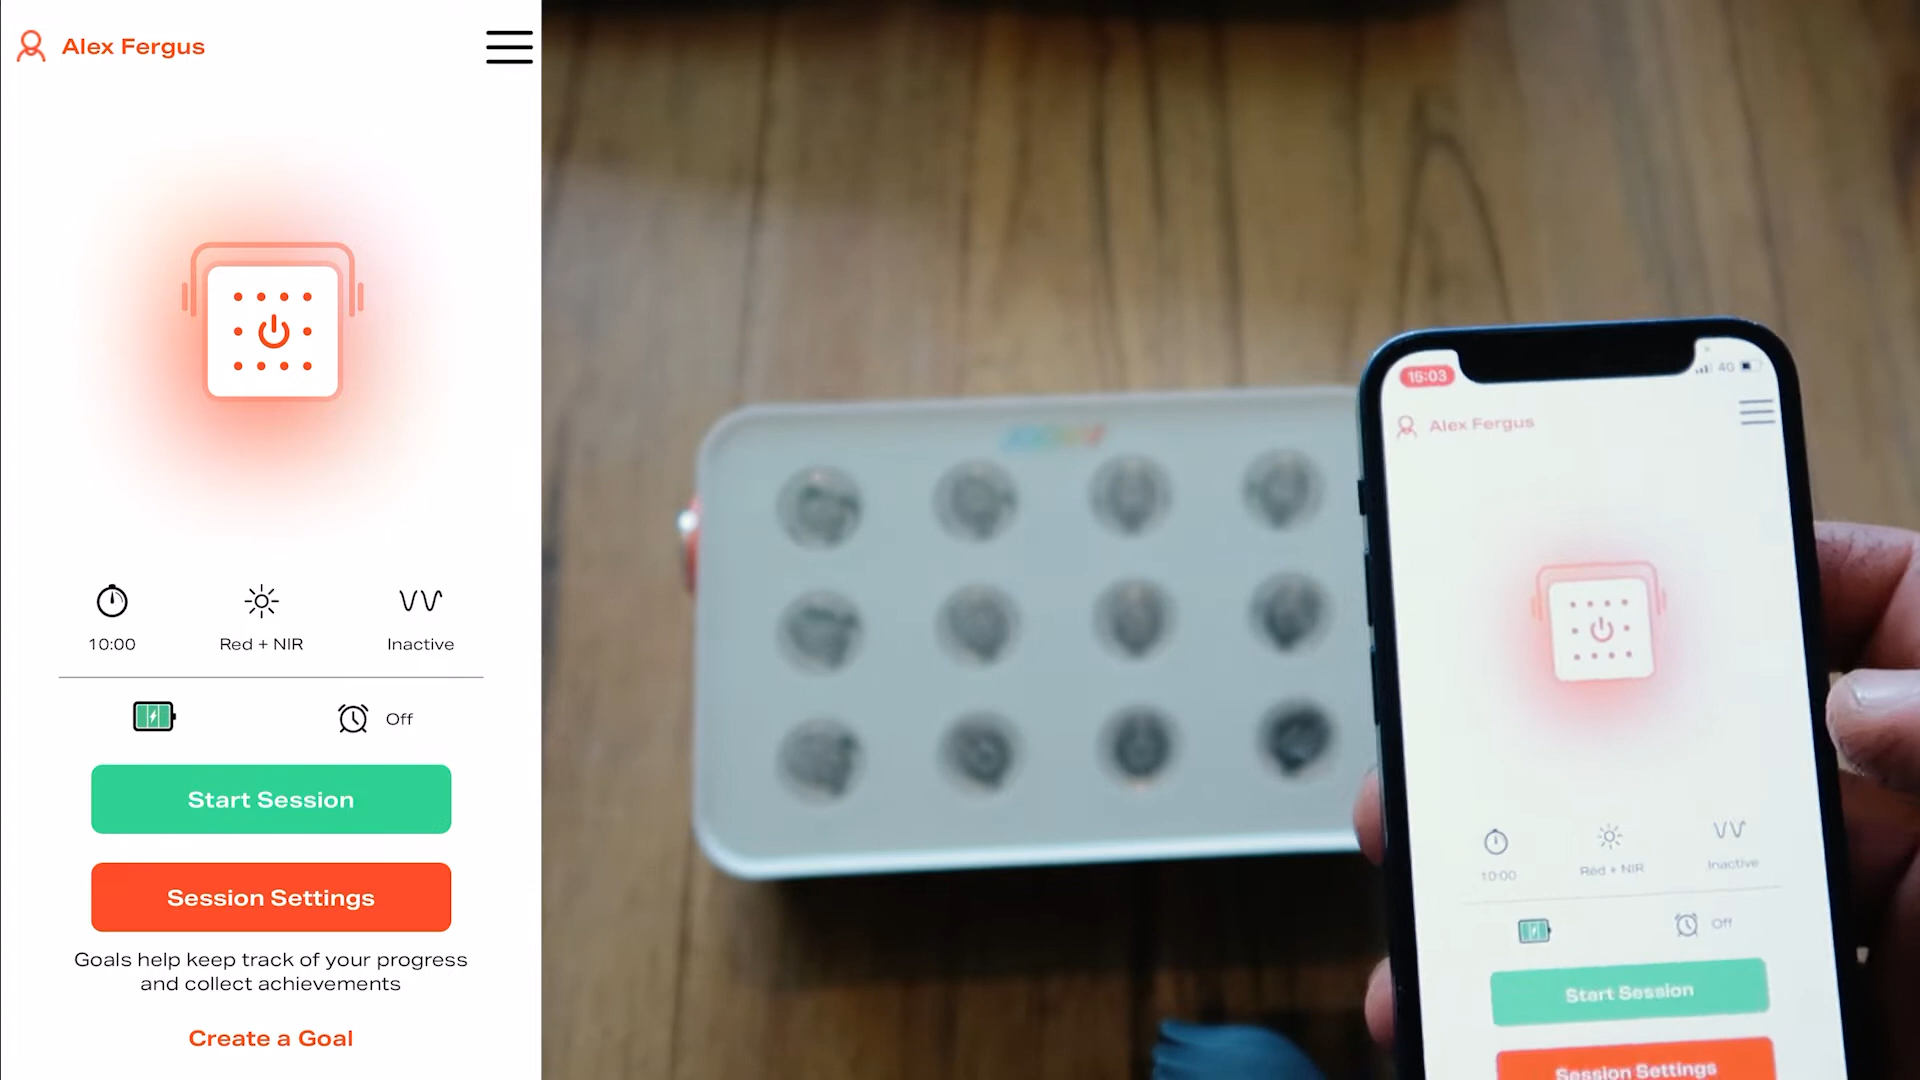 Alex Fergus
10:00
Red + NIR
Inactive
Off
Start Session
Session Settings
Goals help keep track of your progress
and collect achievements
Create a Goal
15:03
4G
Alex Fergus
10:00
Red + NIR
Inactive
Off
Start Session
Session Settings